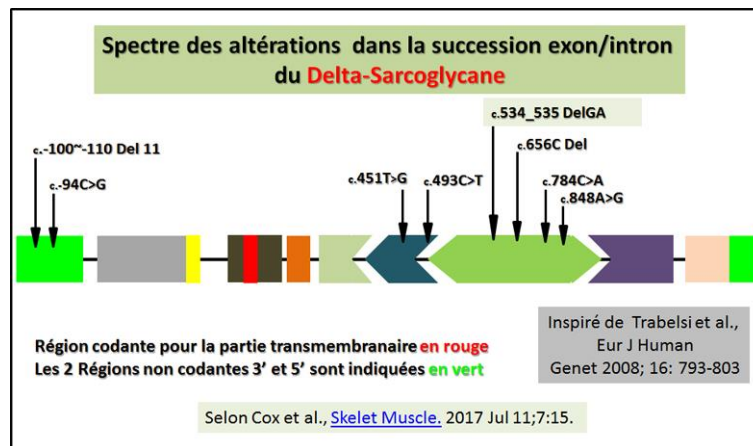 Spectre des altérations dans la succession exon/intron
du Delta-Sarcoglycane
c.534_535 DelGA
c.-100~-110 Del 11
c.656C Del
c.-94C>G
c.451T>G
c.493C>T
c.784C>A
c.848A>G
Région codante pour la partie transmembranaire en rouge
Les 2 Régions non codantes 3’ et 5’ sont indiquées en vert
Inspiré de Trabelsi et al.,
Eur J Human
Genet 2008; 16: 793-803
Selon Cox et al., Skelet Muscle. 2017 Jul 11;7:15.